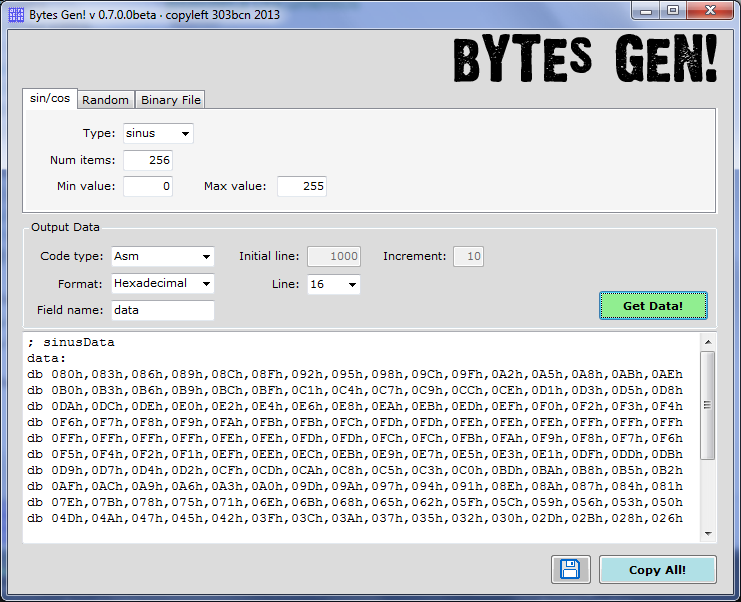 Bytes Gen! v 0.7.0.0beta · copyleft 303bcn 2013
BYTES GEN!
sin/cos Random Binary File
Type: sinus
Num items: 256
Min value: 0 Max value: 255
Output Data
Code type: Asm Initial line: 1000 Increment: 10
Format: Hexadecimal Line: 16
Field name: data
Get Data!
; sinusData
data:
db 080h,083h,086h,089h,08Ch,08Fh,092h,095h,098h,09Ch,09Fh,0A2h,0A5h,0A8h,0ABh,0AEh
db 0B0h,0B3h,0B6h,0B9h,0BCh,0BFh,0C1h,0C4h,0C7h,0C9h,0CCh,0CEh,0D1h,0D3h,0D5h,0D8h
db 0DAh,0DCh,0DEh,0E0h,0E2h,0E4h,0E6h,0E8h,0EAh,0EBh,0EDh,0EFh,0F0h,0F2h,0F3h,0F4h
db 0F6h,0F7h,0F8h,0F9h,0FAh,0FBh,0FBh,0FCh,0FDh,0FDh,0FEh,0FEh,0FEh,0FFh,0FFh,0FFh
db 0FFh,0FFh,0FFh,0FFh,0FEh,0FEh,0FDh,0FDh,0FCh,0FCh,0FBh,0FAh,0F9h,0F8h,0F7h,0F6h
db 0F5h,0F4h,0F2h,0F1h,0EFh,0EEh,0ECh,0EBh,0E9h,0E7h,0E5h,0E3h,0E1h,0DFh,0DDh,0DBh
db 0D9h,0D7h,0D4h,0D2h,0CFh,0CDh,0CAh,0C8h,0C5h,0C3h,0C0h,0BDh,0BAh,0B8h,0B5h,0B2h
db 0AFh,0ACh,0A9h,0A6h,0A3h,0A0h,09Dh,09Ah,097h,094h,091h,08Eh,08Ah,087h,084h,081h
db 07Eh,07Bh,078h,075h,071h,06Eh,06Bh,068h,065h,062h,05Fh,05Ch,059h,056h,053h,050h
db 04Dh,04Ah,047h,045h,042h,03Fh,03Ch,03Ah,037h,035h,032h,030h,02Dh,02Bh,028h,026h
Copy All!